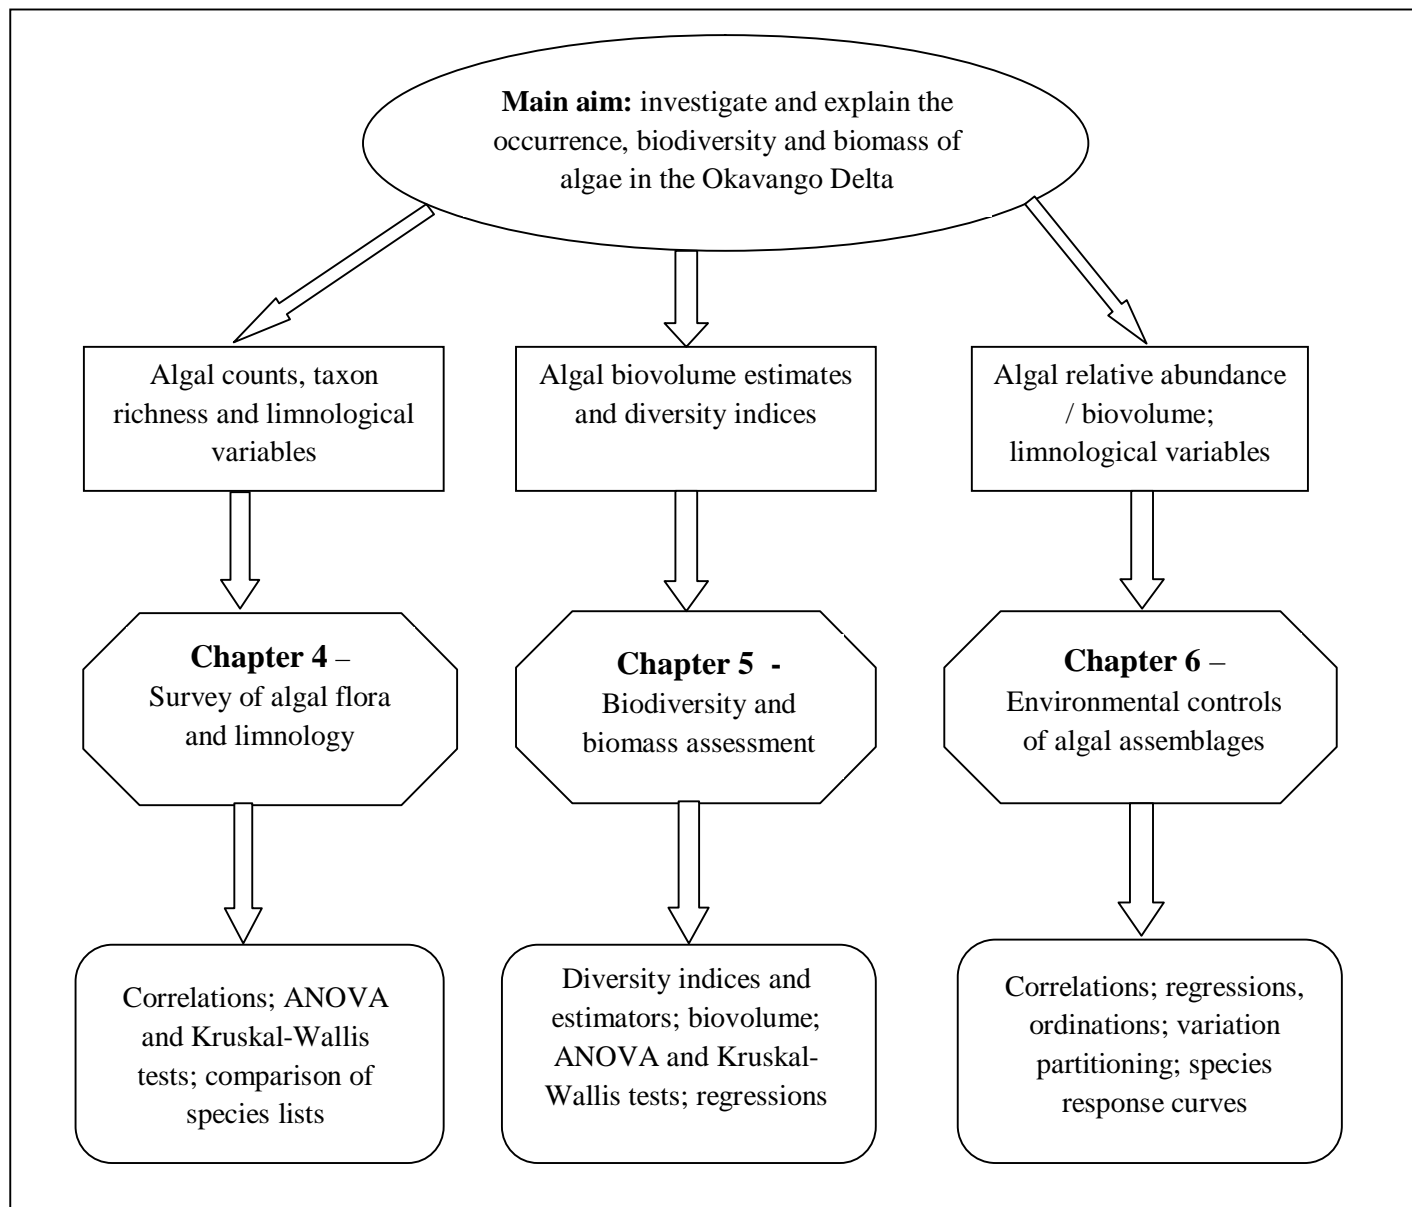 Main aim: investigate and explain the
occurrence, biodiversity and biomass of
algae in the Okavango Delta
Algal counts, taxon
richness and limnological
variables
Algal biovolume estimates
and diversity indices
Algal relative abundance
/ biovolume;
limnological variables
Chapter 4 –
Survey of algal flora
and limnology
Chapter 5 -
Biodiversity and
biomass assessment
Chapter 6 –
Environmental controls
of algal assemblages
Correlations; ANOVA
and Kruskal-Wallis
tests; comparison of
species lists
Diversity indices and
estimators; biovolume;
ANOVA and Kruskal-
Wallis tests; regressions
Correlations; regressions,
ordinations; variation
partitioning; species
response curves